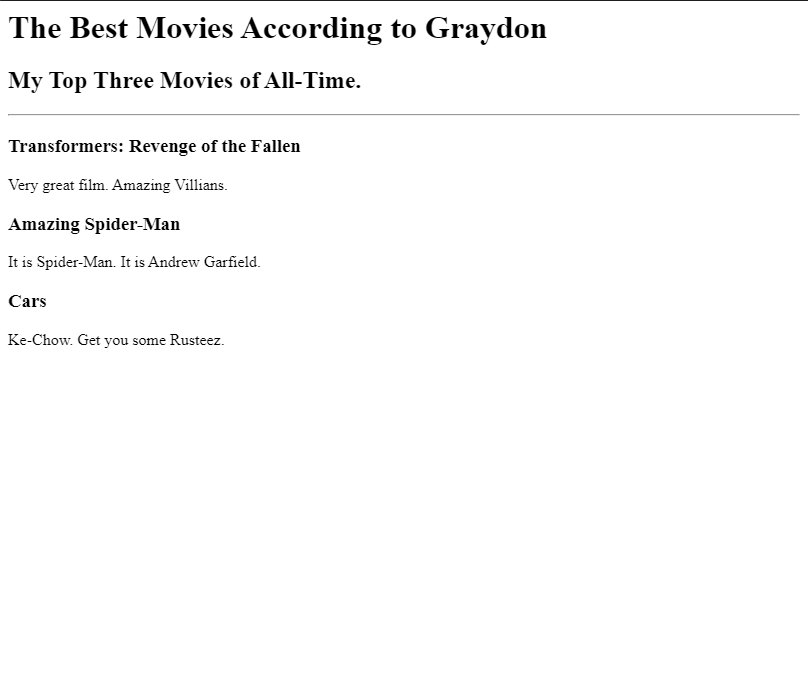 The Best Movies According to Graydon
My Top Three Movies of All-Time.
Transformers: Revenge of the Fallen
Very great film. Amazing Villians.
Amazing Spider-Man
It is Spider-Man. It is Andrew Garfield.
Cars
Ke-Chow. Get you some Rusteez.